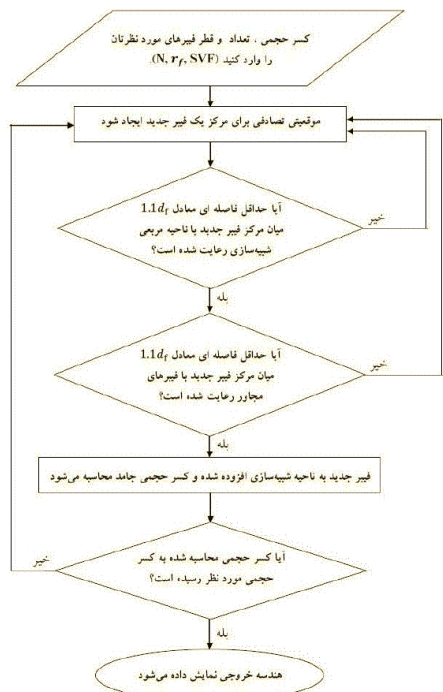 کسر حجمی ، تعداد و قطر فیبرهای مورد نظرتان
را وارد کنید (N, r_f, SVF).
موقعیتی تصادفی برای مرکز یک فیبر جدید ایجاد شود
آیا حداقل فاصله ای معادل 1.1d_f
میان مرکز فیبر جدید با ناحیه مربعی
شبیه‌سازی رعایت شده است؟
خیر
بله
آیا حداقل فاصله ای معادل 1.1d_f
میان مرکز فیبر جدید با فیبرهای
مجاور رعایت شده است؟
خیر
بله
فیبر جدید به ناحیه شبیه‌سازی افزوده شده و کسر حجمی جامد محاسبه می‌شود
آیا کسر حجمی محاسبه شده به کسر
حجمی مورد نظر رسیده است؟
خیر
بله
هندسه خروجی نمایش داده می‌شود